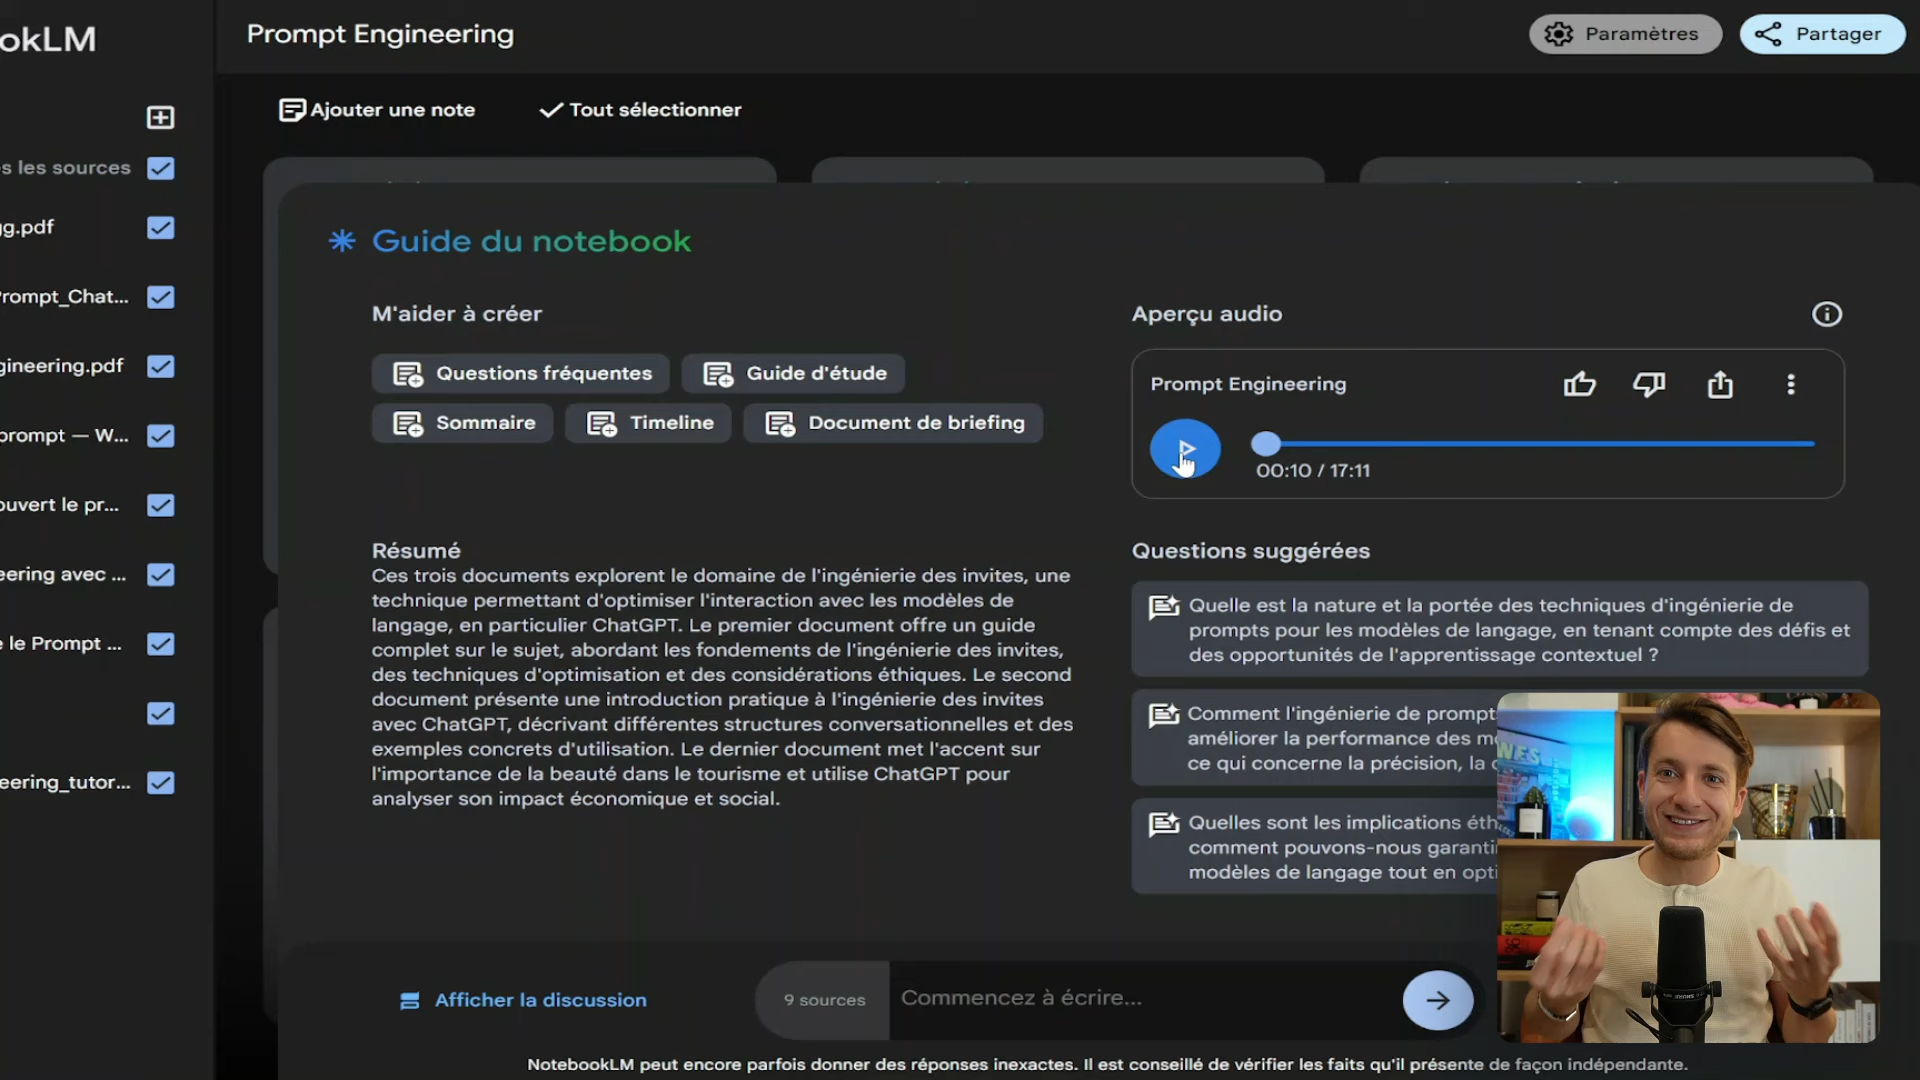 okLM
Prompt Engineering
Paramètres
Partager
Ajouter une note
Tout sélectionner
s les sources
g.pdf
Prompt_Chat...
gineering.pdf
prompt — W...
ouvert le pr...
eering avec ...
e le Prompt ...
eering_tutor...
Guide du notebook
M'aider à créer
Questions fréquentes
Guide d'étude
Sommaire
Timeline
Document de briefing
Résumé
Ces trois documents explorent le domaine de l'ingénierie des invites, une
technique permettant d'optimiser l'interaction avec les modèles de
langage, en particulier ChatGPT. Le premier document offre un guide
complet sur le sujet, abordant les fondements de l'ingénierie des invites,
des techniques d'optimisation et des considérations éthiques. Le second
document présente une introduction pratique à l'ingénierie des invites
avec ChatGPT, décrivant différentes structures conversationnelles et des
exemples concrets d'utilisation. Le dernier document met l'accent sur
l'importance de la beauté dans le tourisme et utilise ChatGPT pour
analyser son impact économique et social.
Aperçu audio
Prompt Engineering
00:10 / 17:11
Questions suggérées
Quelle est la nature et la portée des techniques d'ingénierie de
prompts pour les modèles de langage, en tenant compte des défis et
des opportunités de l'apprentissage contextuel ?
Comment l'ingénierie de prompt
améliorer la performance des m
ce qui concerne la précision, la
Quelles sont les implications éth
comment pouvons-nous garanti
modèles de langage tout en opti
Afficher la discussion
9 sources
Commencez à écrire...
NotebookLM peut encore parfois donner des réponses inexactes. Il est conseillé de vérifier les faits qu'il présente de façon indépendante.